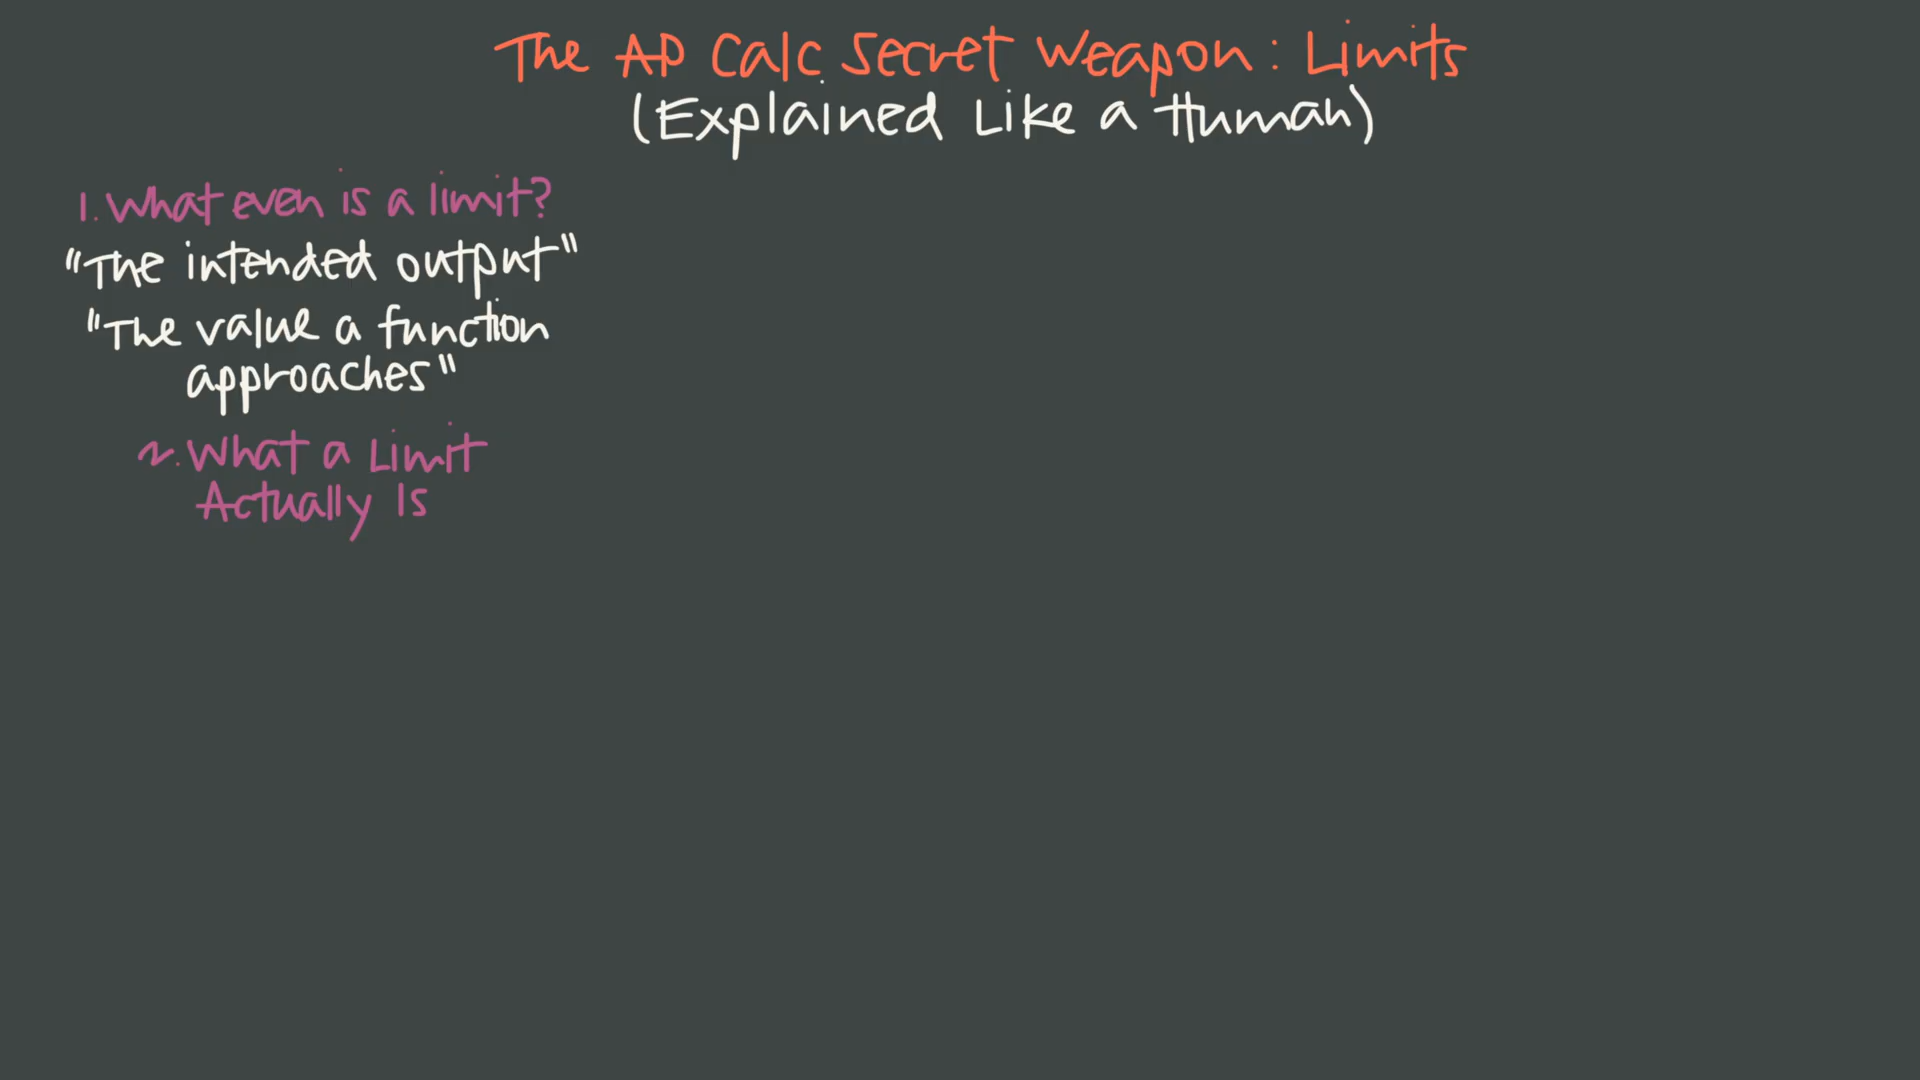 The AP Calc Secret Weapon: Limits
(Explained Like a Human)
1. What even is a limit?
"The intended output"
"The value a function
approaches"
2. What a Limit
Actually Is